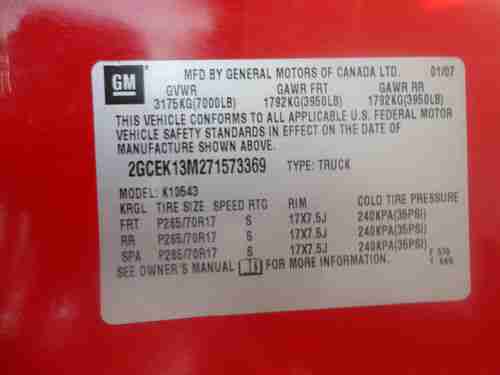 GM
MFD BY GENERAL MOTORS OF CANADA LTD. 01/07
GVWR GAWR FRT GAWR RR
3175KG(7000LB) 1792KG(3950LB) 1792KG(3950LB)
THIS VEHICLE CONFORMS TO ALL APPLICABLE U.S. FEDERAL MOTOR
VEHICLE SAFETY STANDARDS IN EFFECT ON THE DATE OF
MANUFACTURE SHOWN ABOVE.
2GCEK13M271573369 TYPE: TRUCK
MODEL: K10543
KRGL TIRE SIZE SPEED RTG RIM COLD TIRE PRESSURE
FRT P265/70R17 S 17X7.5J 240KPA(35PSI)
RR P265/70R17 S 17X7.5J 240KPA(35PSI)
SPA P265/70R17 S 17X7.5J 240KPA(35PSI)
SEE OWNER'S MANUAL FOR MORE INFORMATION.